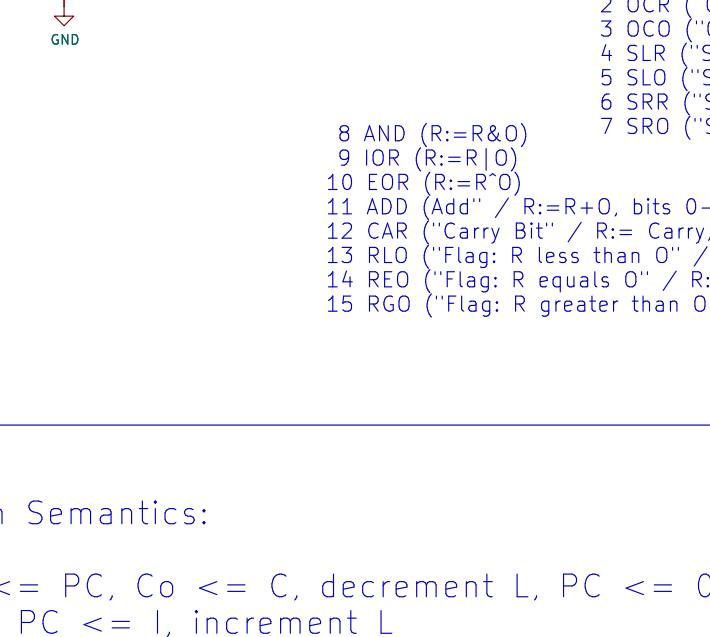 GND
2 OCR ("
3 OCO ("
4 SLR ("S
5 SLO ("S
6 SRR ("S
7 SRO ("S
8 AND (R:=R&O)
9 IOR (R:=R|O)
10 EOR (R:=R^O)
11 ADD (Add" / R:=R+O, bits 0-
12 CAR ("Carry Bit" / R:= Carry,
13 RLO ("Flag: R less than O" /
14 REO ("Flag: R equals O" / R:
15 RGO ("Flag: R greater than O
n Semantics:
<= PC, Co <= C, decrement L, PC <=
PC <= I, increment L